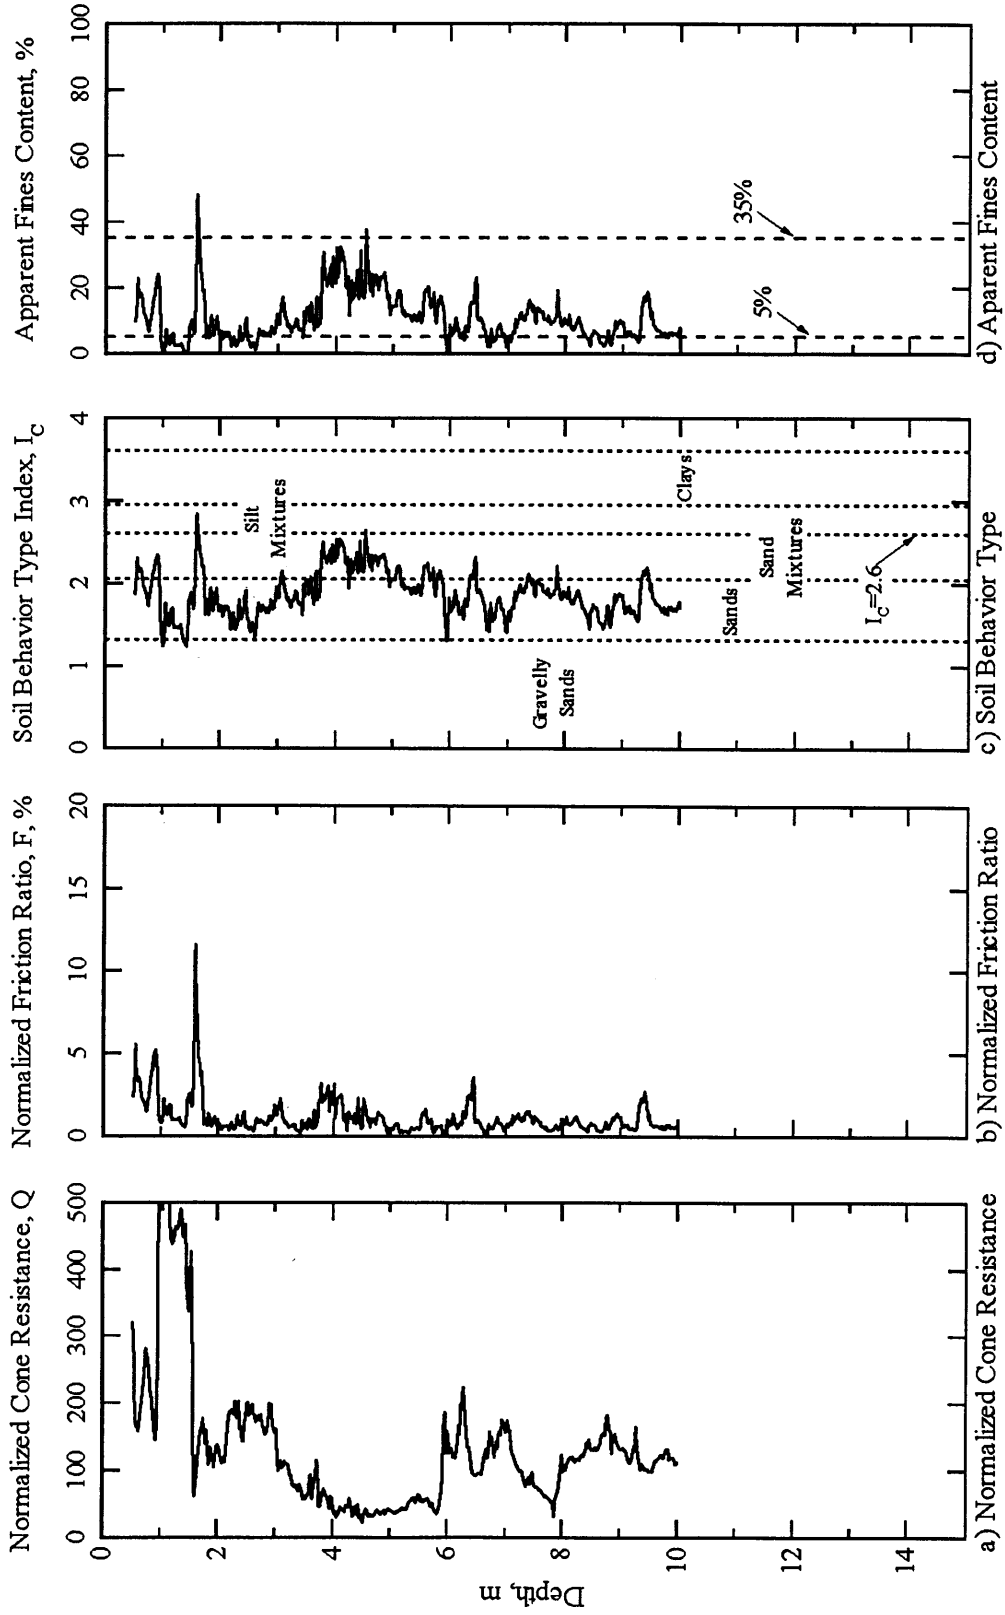 Normalized Cone Resistance, Q
0 100 200 300 400 500
Depth, m
0
2
4
6
8
10
12
14
a) Normalized Cone Resistance
Normalized Friction Ratio, F, %
0 5 10 15 20
b) Normalized Friction Ratio
Soil Behavior Type Index, I_C
0 1 2 3 4
Silt
Mixtures
Gravelly
Sands
Clays
Sands
Sand
Mixtures
I_C=2.6
c) Soil Behavior Type
Apparent Fines Content, %
0 20 40 60 80 100
35%
5%
d) Apparent Fines Content